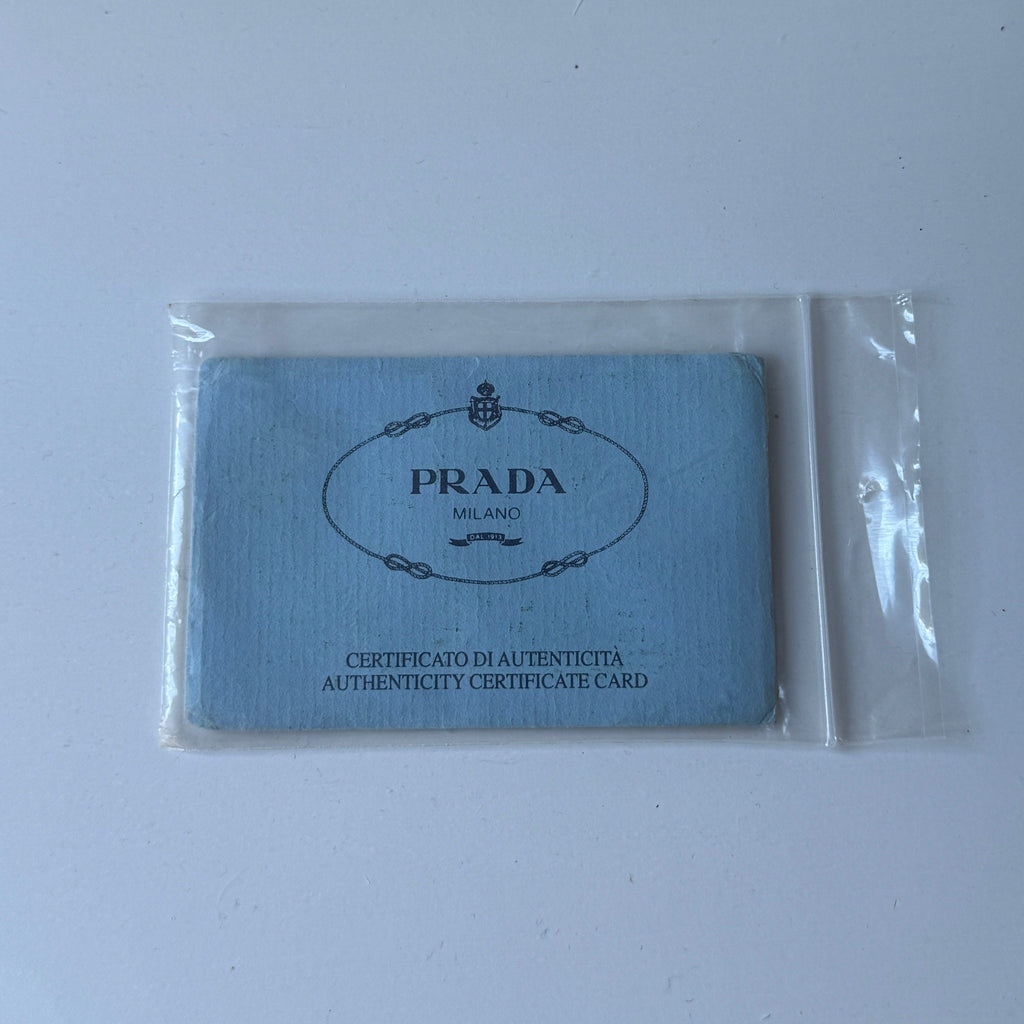 PRADA
MILANO
DAL 1913
CERTIFICATO DI AUTENTICITÀ
AUTHENTICITY CERTIFICATE CARD